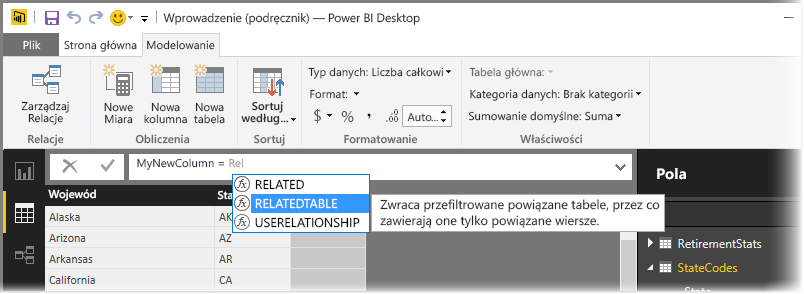 Wprowadzenie (podręcznik) — Power BI Desktop
Plik Strona główna Modelowanie
Zarządzaj
Relacje
Relacje
Nowe
Miara
Nowa
kolumna
Nowa
tabela
Obliczenia
Sortuj
według...
Sortuj
Typ danych: Liczba całkowi
Format:
$ % , .00 Auto...
Formatowanie
Tabela główna:
Kategoria danych: Brak kategorii
Sumowanie domyślne: Suma
Właściwości
MyNewColumn = Rel
Pola
RELATED
RELATEDTABLE
USERELATIONSHIP
Zwraca przefiltrowane powiązane tabele, przez co
zawierają one tylko powiązane wiersze.
Wojewód Sta
Alaska AK
Arizona AZ
Arkansas AR
California CA
RetirementStats
StateCodes